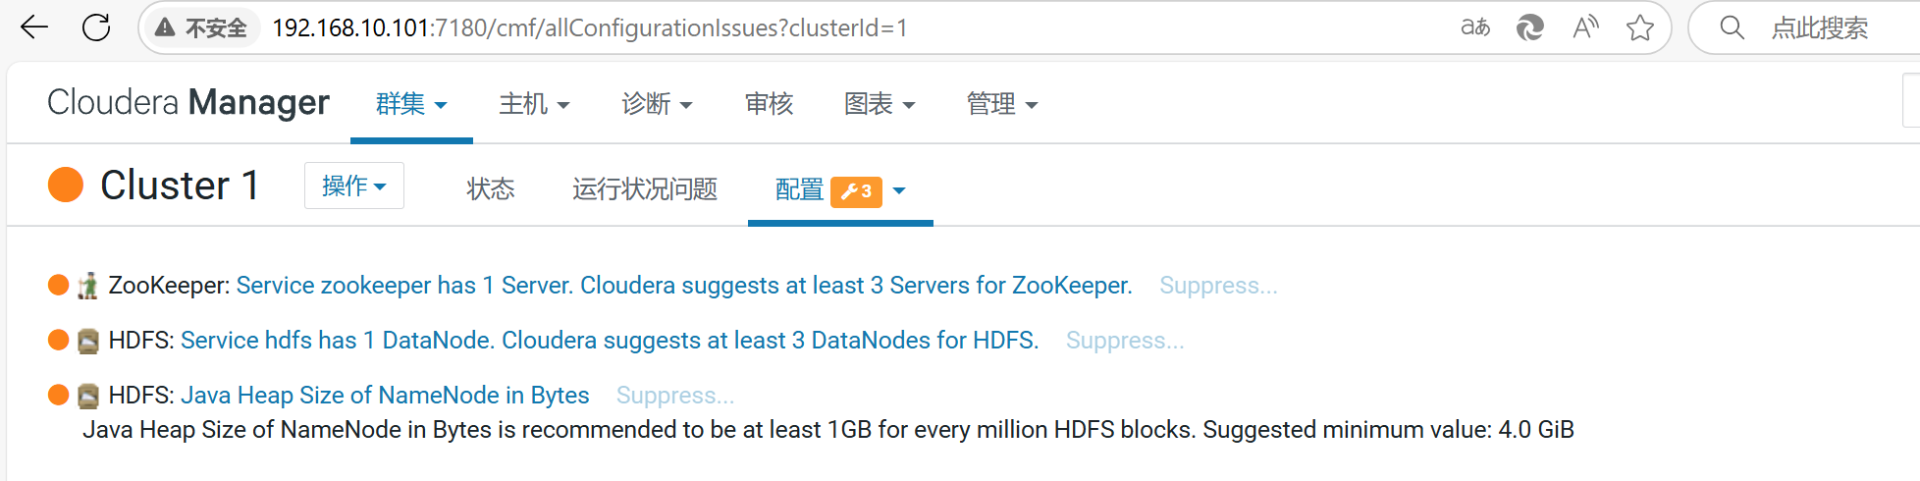 不安全 192.168.10.101:7180/cmf/allConfigurationIssues?clusterId=1 aあ A 点此搜索
Cloudera Manager 群集 主机 诊断 审核 图表 管理
Cluster 1 操作 状态 运行状况问题 配置 3
ZooKeeper: Service zookeeper has 1 Server. Cloudera suggests at least 3 Servers for ZooKeeper. Suppress...
HDFS: Service hdfs has 1 DataNode. Cloudera suggests at least 3 DataNodes for HDFS. Suppress...
HDFS: Java Heap Size of NameNode in Bytes Suppress...
Java Heap Size of NameNode in Bytes is recommended to be at least 1GB for every million HDFS blocks. Suggested minimum value: 4.0 GiB